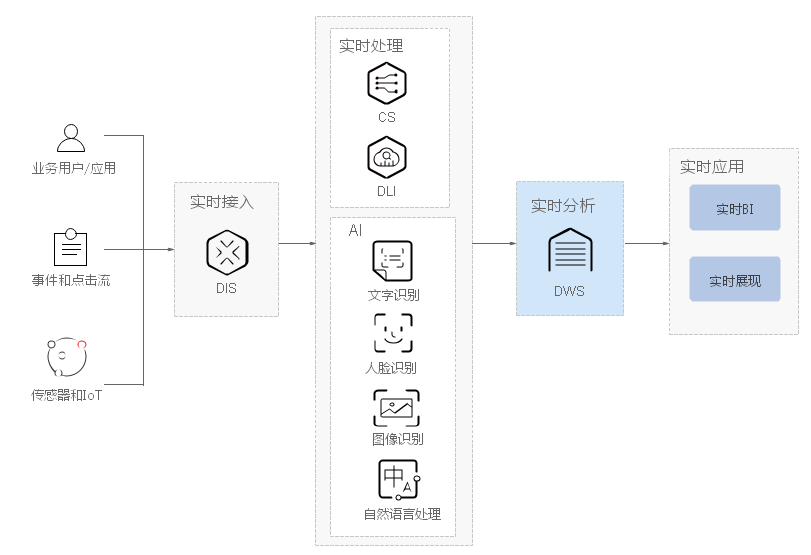 业务用户/应用
事件和点击流
传感器和IoT
实时接入
DIS
实时处理
CS
DLI
AI
文字识别
人脸识别
图像识别
中
A
自然语言处理
实时分析
DWS
实时应用
实时BI
实时展现